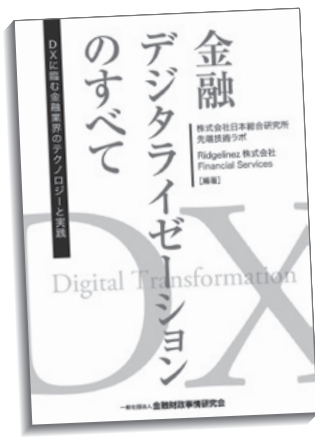 金融
デジタライゼーション
のすべて
DXに臨む金融業界のテクノロジーと実践
株式会社日本総合研究所
先端技術ラボ
Ridgelinez 株式会社
Financial Services
[編著]
DX
Digital Transformation
一般社団法人 金融財政事情研究会